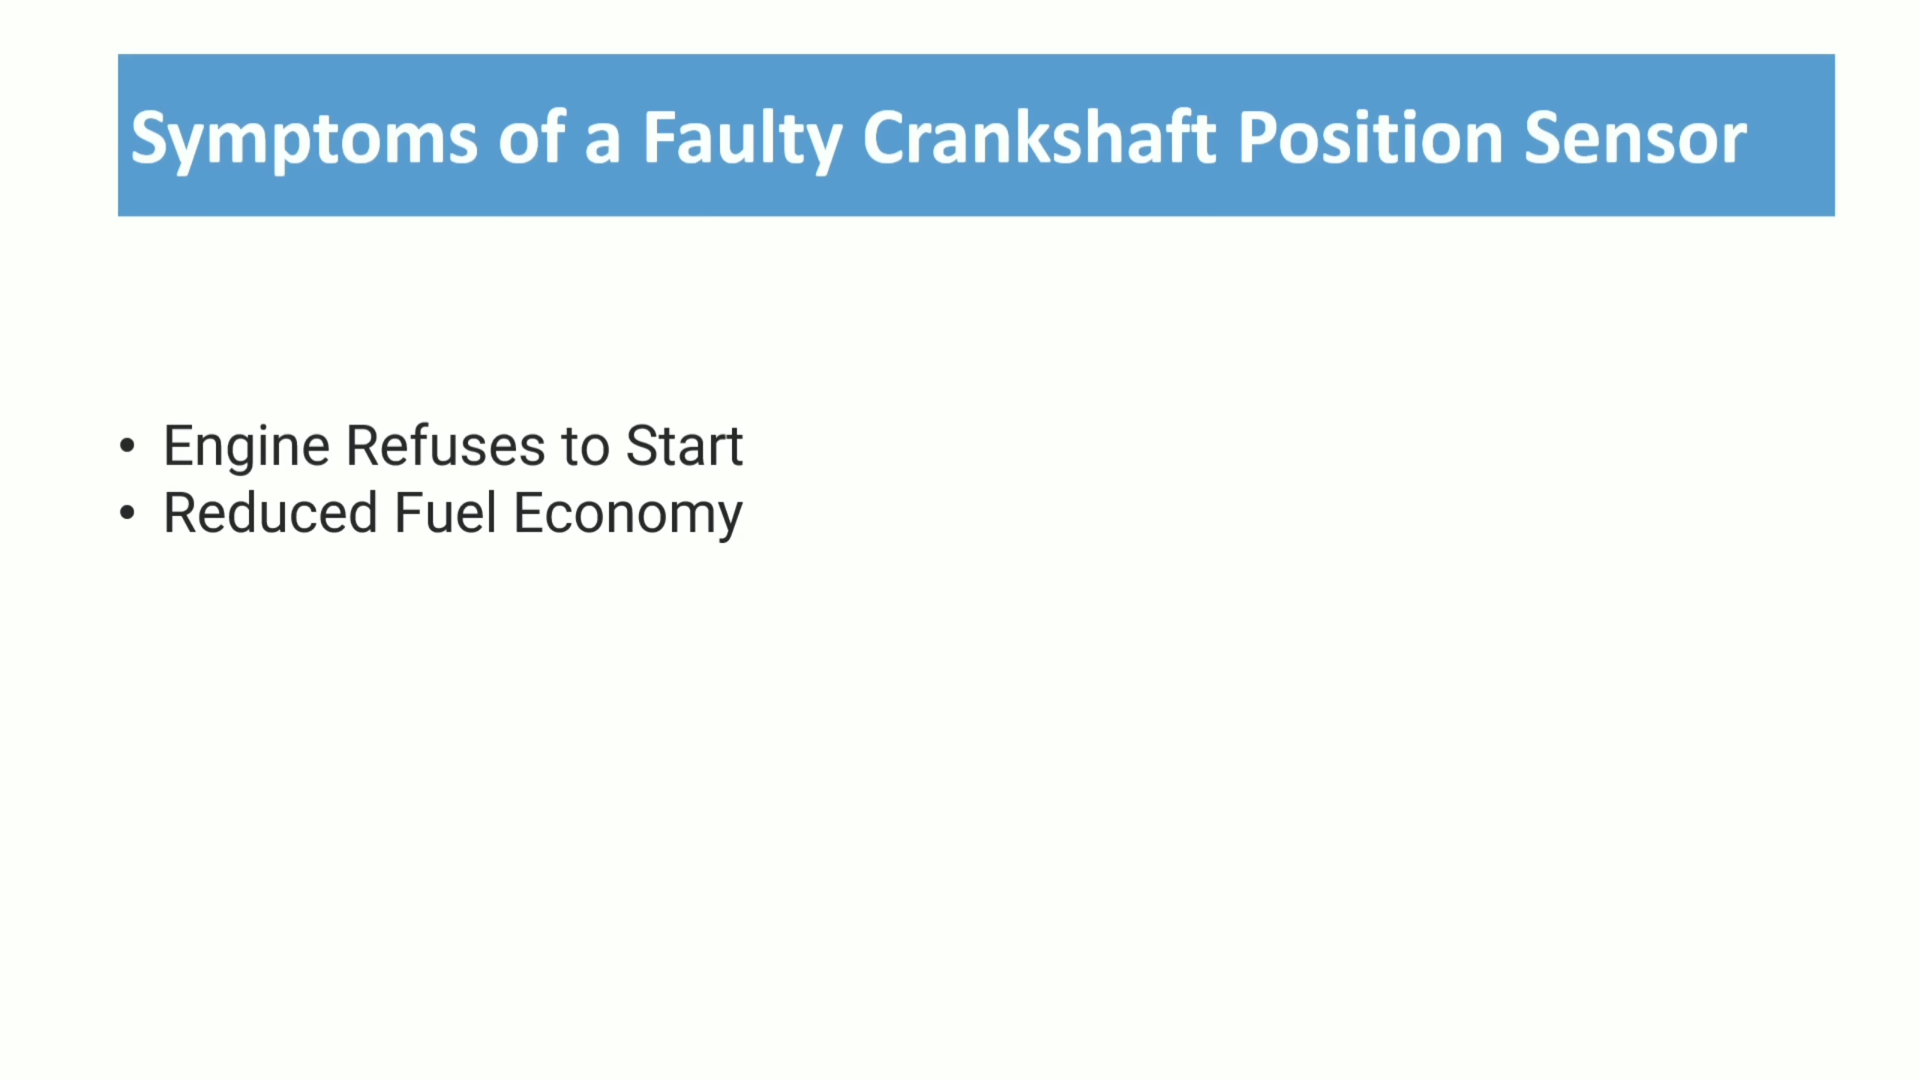 Symptoms of a Faulty Crankshaft Position Sensor
• Engine Refuses to Start
• Reduced Fuel Economy